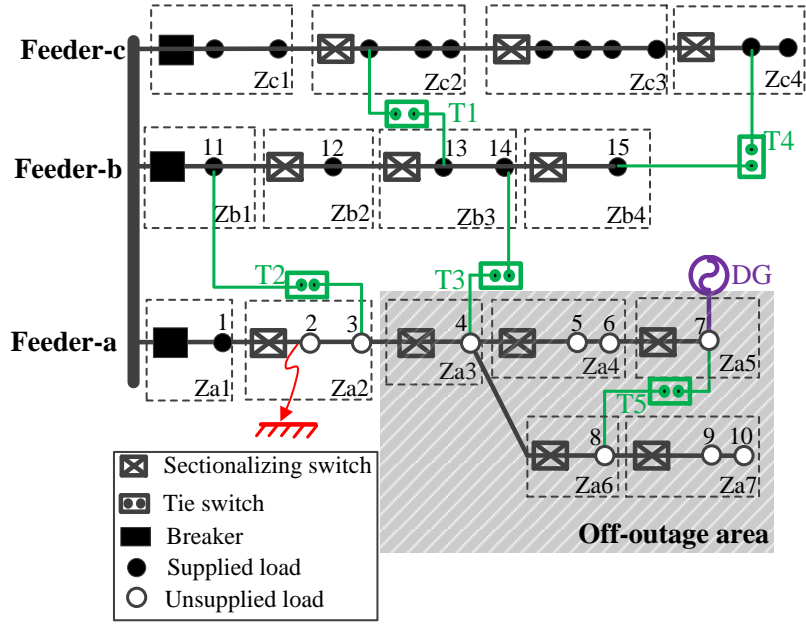 Feeder-c
Zc1
Zc2
Zc3
Zc4
T1
T4
11
12
13
14
15
Feeder-b
Zb1
Zb2
Zb3
Zb4
T2
T3
DG
1
2
3
4
5
6
7
Feeder-a
Za1
Za2
Za3
Za4
Za5
T5
8
9
10
Za6
Za7
Off-outage area
Sectionalizing switch
Tie switch
Breaker
Supplied load
Unsupplied load